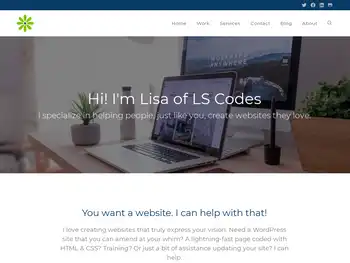 Home Work Services Contact Blog About
ANYWHERE.
Hi! I'm Lisa of LS Codes
I specialize in helping people, just like you, create websites they love.
You want a website. I can help with that!
I love creating websites that truly express your vision. Need a WordPress
site that you can amend at your whim? A lightning-fast page coded with
HTML & CSS? Training? Or just a bit of assistance updating your site? I can
help.